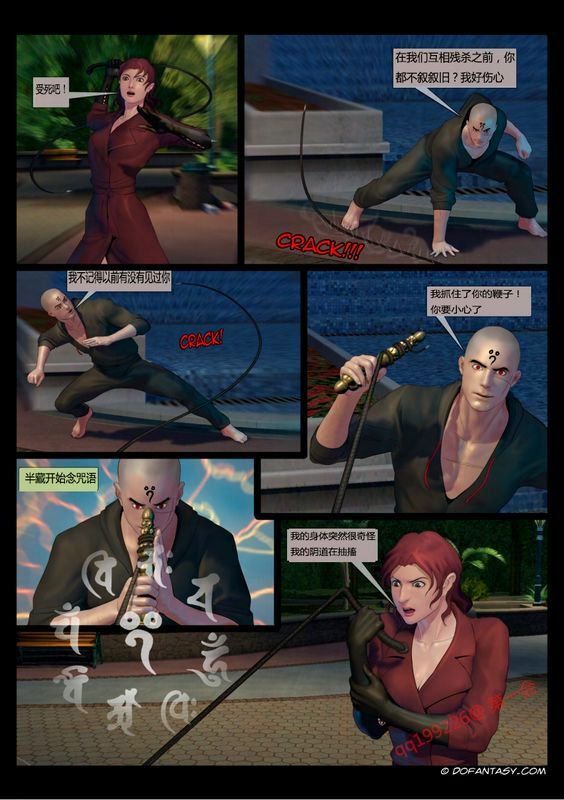 受死吧！
在我们互相残杀之前，你
都不叙叙旧？我好伤心
CRACK!!!
我不记得以前有没有见过你
CRACK!
我抓住了你的鞭子！
你要小心了
半藏开始念咒语
我的身体突然很奇怪
我的阴道在抽搐
© DOFANTASY.COM